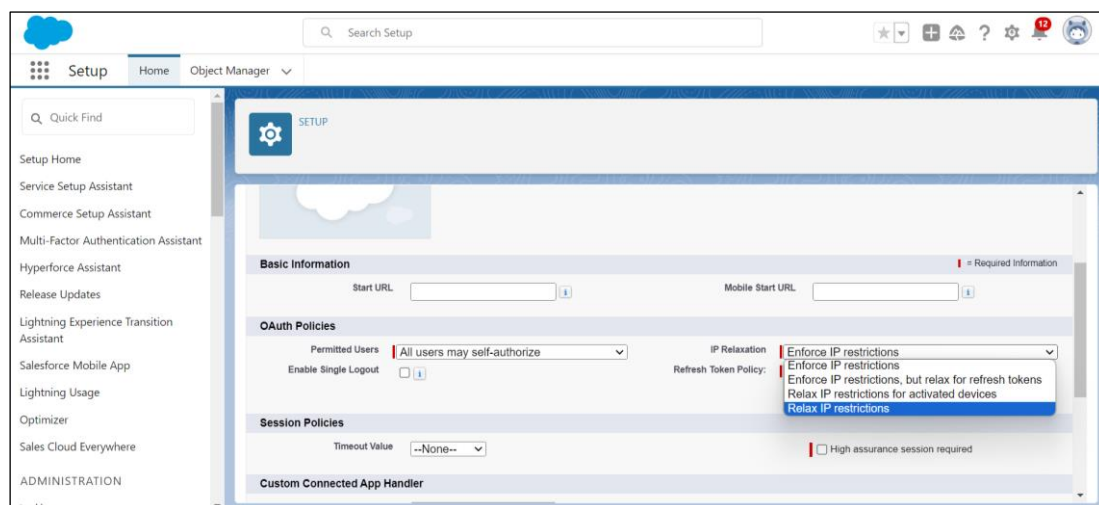 Search Setup
12
Setup
Home
Object Manager
Quick Find
SETUP
Setup Home
Service Setup Assistant
Commerce Setup Assistant
Multi-Factor Authentication Assistant
Hyperforce Assistant
Release Updates
Lightning Experience Transition
Assistant
Salesforce Mobile App
Lightning Usage
Optimizer
Sales Cloud Everywhere
ADMINISTRATION
Basic Information
= Required Information
Start URL
i
Mobile Start URL
i
OAuth Policies
Permitted Users
All users may self-authorize
IP Relaxation
Enforce IP restrictions
Enforce IP restrictions
Enforce IP restrictions, but relax for refresh tokens
Relax IP restrictions for activated devices
Relax IP restrictions
Enable Single Logout
i
Refresh Token Policy:
Session Policies
Timeout Value
--None--
High assurance session required
Custom Connected App Handler